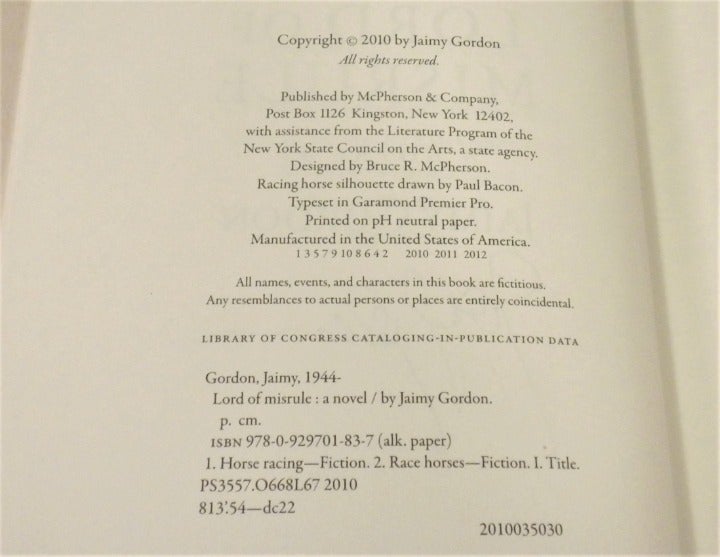 Copyright © 2010 by Jaimy Gordon
All rights reserved.
Published by McPherson & Company,
Post Box 1126 Kingston, New York 12402,
with assistance from the Literature Program of the
New York State Council on the Arts, a state agency.
Designed by Bruce R. McPherson.
Racing horse silhouette drawn by Paul Bacon.
Typeset in Garamond Premier Pro.
Printed on pH neutral paper.
Manufactured in the United States of America.
1 3 5 7 9 10 8 6 4 2 2010 2011 2012
All names, events, and characters in this book are fictitious.
Any resemblances to actual persons or places are entirely coincidental.
LIBRARY OF CONGRESS CATALOGING-IN-PUBLICATION DATA
Gordon, Jaimy, 1944-
Lord of misrule : a novel / by Jaimy Gordon.
p. cm.
ISBN 978-0-929701-83-7 (alk. paper)
1. Horse racing—Fiction. 2. Race horses—Fiction. I. Title.
PS3557.O668L67 2010
813'.54—dc22
2010035030